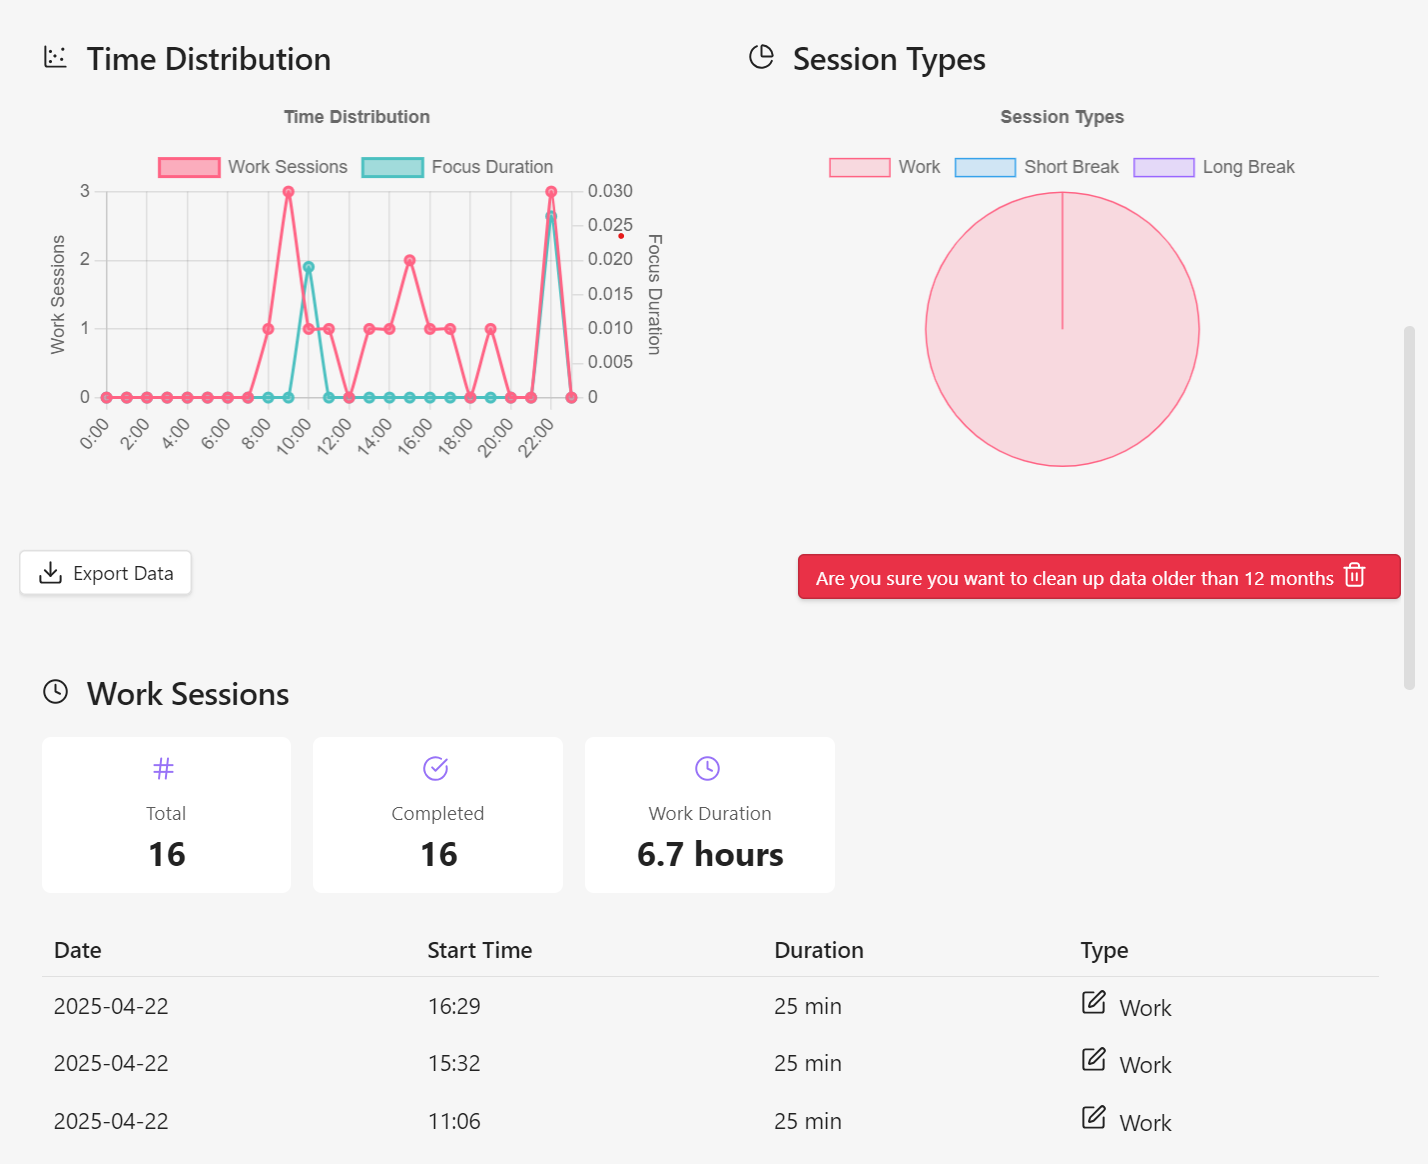 Time Distribution
Session Types
Time Distribution
Work Sessions Focus Duration
3
2
1
0
Work Sessions
0.030
0.025
0.020
0.015
0.010
0.005
0
Focus Duration
0:00 2:00 4:00 6:00 8:00 10:00 12:00 14:00 16:00 18:00 20:00 22:00
Session Types
Work Short Break Long Break
Export Data
Are you sure you want to clean up data older than 12 months
Work Sessions
Total
16
Completed
16
Work Duration
6.7 hours
Date Start Time Duration Type
2025-04-22 16:29 25 min Work
2025-04-22 15:32 25 min Work
2025-04-22 11:06 25 min Work